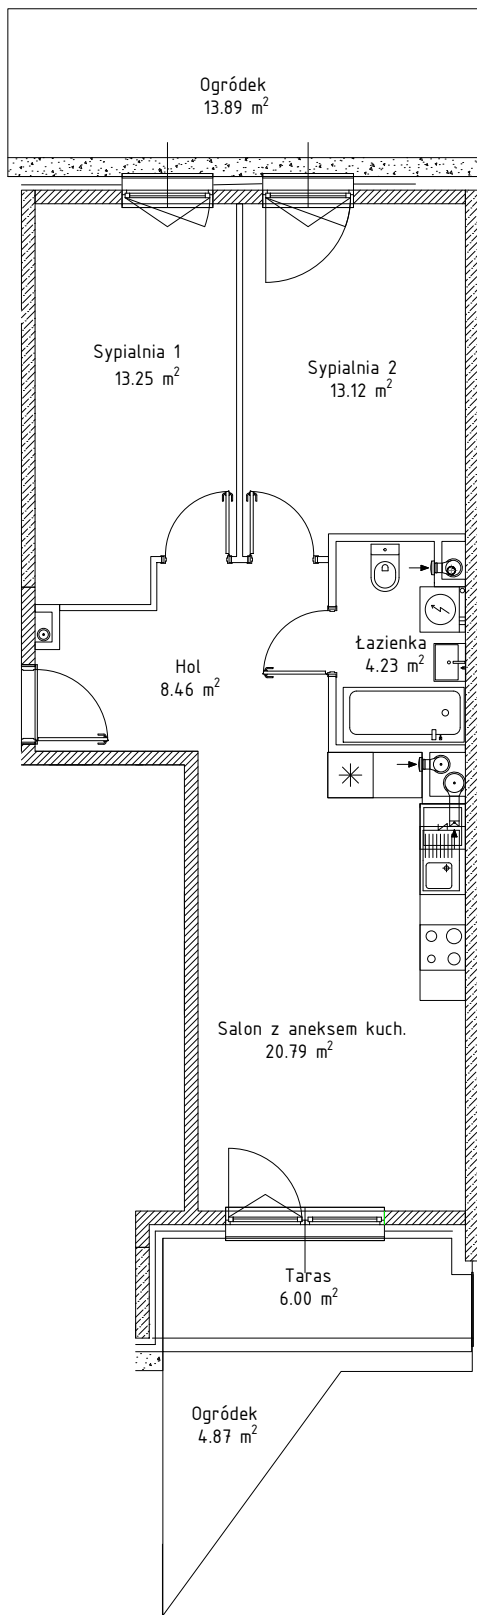 Ogródek
13.89 m²
Sypialnia 1
13.25 m²
Sypialnia 2
13.12 m²
Łazienka
4.23 m²
Hol
8.46 m²
Salon z aneksem kuch.
20.79 m²
Taras
6.00 m²
Ogródek
4.87 m²